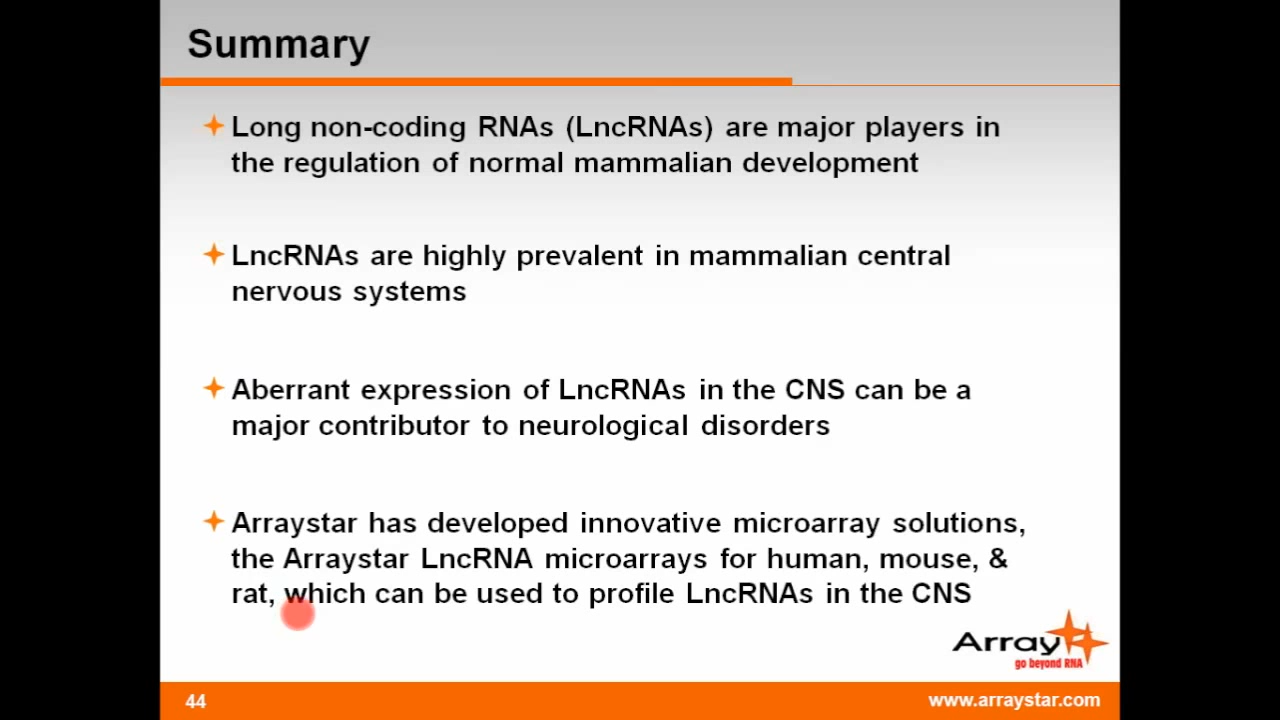 Summary
Long non-coding RNAs (LncRNAs) are major players in
the regulation of normal mammalian development
LncRNAs are highly prevalent in mammalian central
nervous systems
Aberrant expression of LncRNAs in the CNS can be a
major contributor to neurological disorders
Arraystar has developed innovative microarray solutions,
the Arraystar LncRNA microarrays for human, mouse, &
rat, which can be used to profile LncRNAs in the CNS
Array
go beyond RNA
44
www.arraystar.com